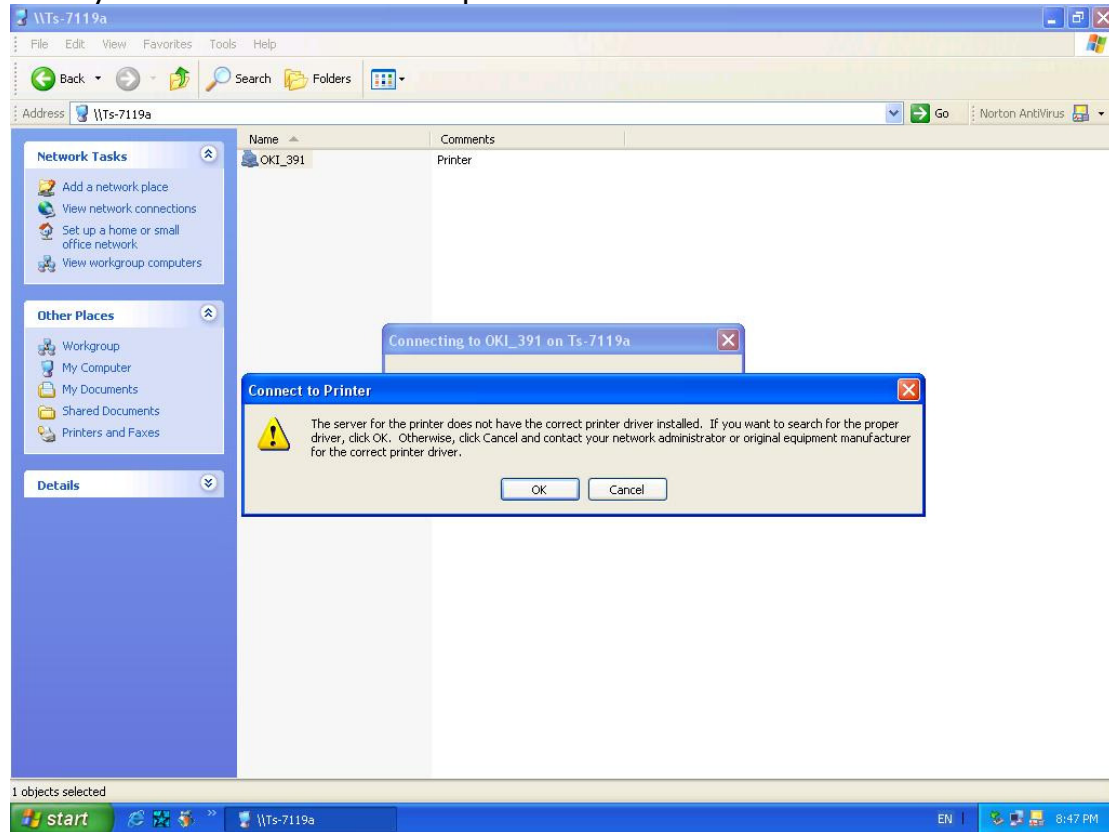 \\Ts-7119a
File Edit View Favorites Tools Help
Back Search Folders
Address \\Ts-7119a Go Norton AntiVirus
Name Comments
OKI_391 Printer
Network Tasks
Add a network place
View network connections
Set up a home or small
office network
View workgroup computers
Other Places
Workgroup
My Computer
My Documents
Shared Documents
Printers and Faxes
Details
Connecting to OKI_391 on Ts-7119a
Connect to Printer
The server for the printer does not have the correct printer driver installed. If you want to search for the proper
driver, click OK. Otherwise, click Cancel and contact your network administrator or original equipment manufacturer
for the correct printer driver.
OK Cancel
1 objects selected
start \\Ts-7119a EN 8:47 PM